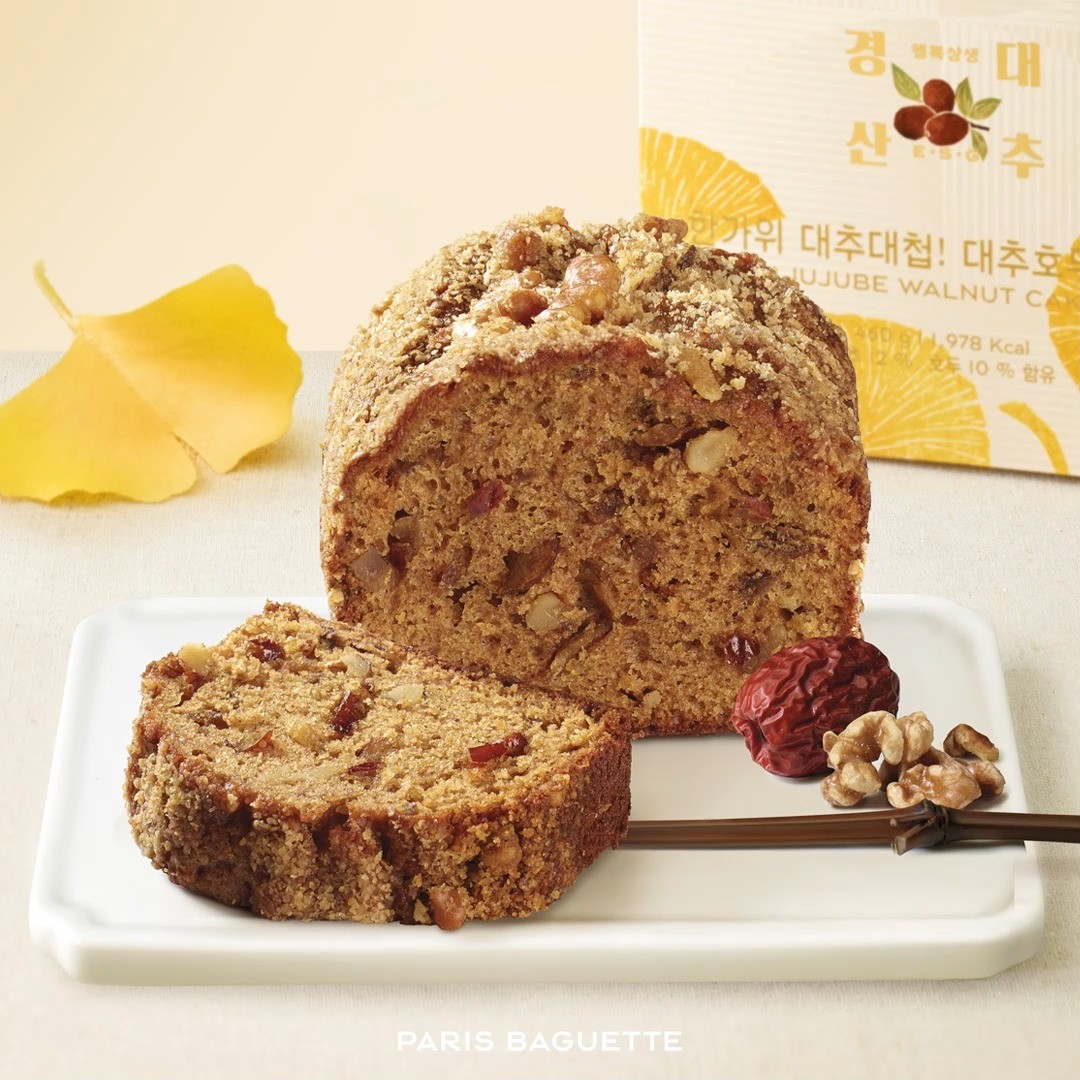 경 행복상생 대
산 E·S·G 추
한가위 대추대첩! 대추호
JUJUBE WALNUT
460 g | 1,978 Kcal
2 %, 호두 10 % 함유
PARIS BAGUETTE